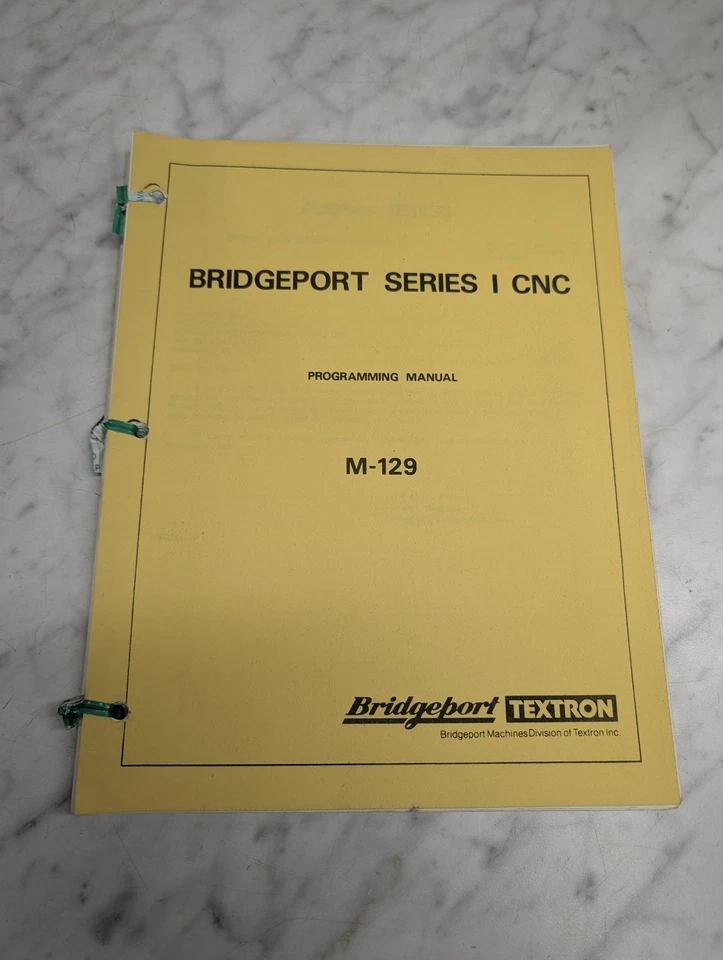 BRIDGEPORT SERIES I CNC
PROGRAMMING MANUAL
M-129
Bridgeport TEXTRON
Bridgeport Machines Division of Textron Inc.